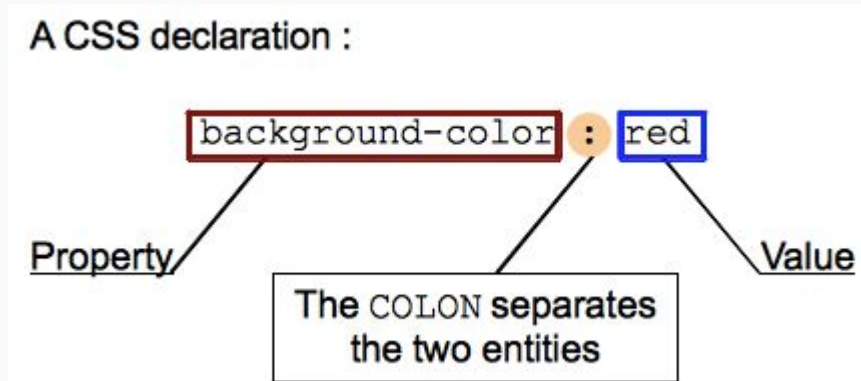 A CSS declaration :
background-color : red
Property
Value
The COLON separates
the two entities